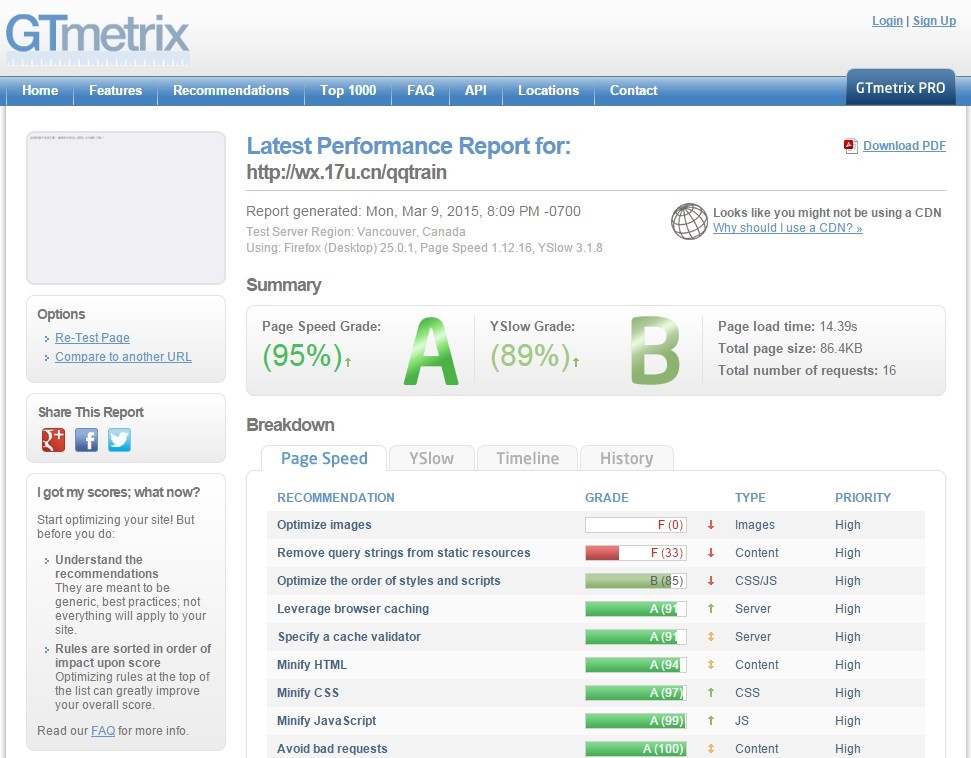 GTmetrix
Login | Sign Up
Home Features Recommendations Top 1000 FAQ API Locations Contact GTmetrix PRO
Latest Performance Report for:
http://wx.17u.cn/qqtrain
Download PDF
Report generated: Mon, Mar 9, 2015, 8:09 PM -0700
Test Server Region: Vancouver, Canada
Using: Firefox (Desktop) 25.0.1, Page Speed 1.12.16, YSlow 3.1.8
Looks like you might not be using a CDN
Why should I use a CDN? »
Options
Re-Test Page
Compare to another URL
Share This Report
I got my scores; what now?
Start optimizing your site! But
before you do:
Understand the
recommendations
They are meant to be
generic, best practices; not
everything will apply to your
site.
Rules are sorted in order of
impact upon score
Optimizing rules at the top of
the list can greatly improve
your overall score.
Read our FAQ for more info.
Summary
Page Speed Grade:
(95%)↑
A
YSlow Grade:
(89%)↑
B
Page load time: 14.39s
Total page size: 86.4KB
Total number of requests: 16
Breakdown
Page Speed YSlow Timeline History
RECOMMENDATION GRADE TYPE PRIORITY
Optimize images F (0) Images High
Remove query strings from static resources F (33) Content High
Optimize the order of styles and scripts B (85) CSS/JS High
Leverage browser caching A (91 Server High
Specify a cache validator A (91 Server High
Minify HTML A (94 Content High
Minify CSS A (97) CSS High
Minify JavaScript A (99) JS High
Avoid bad requests A (100) Content High